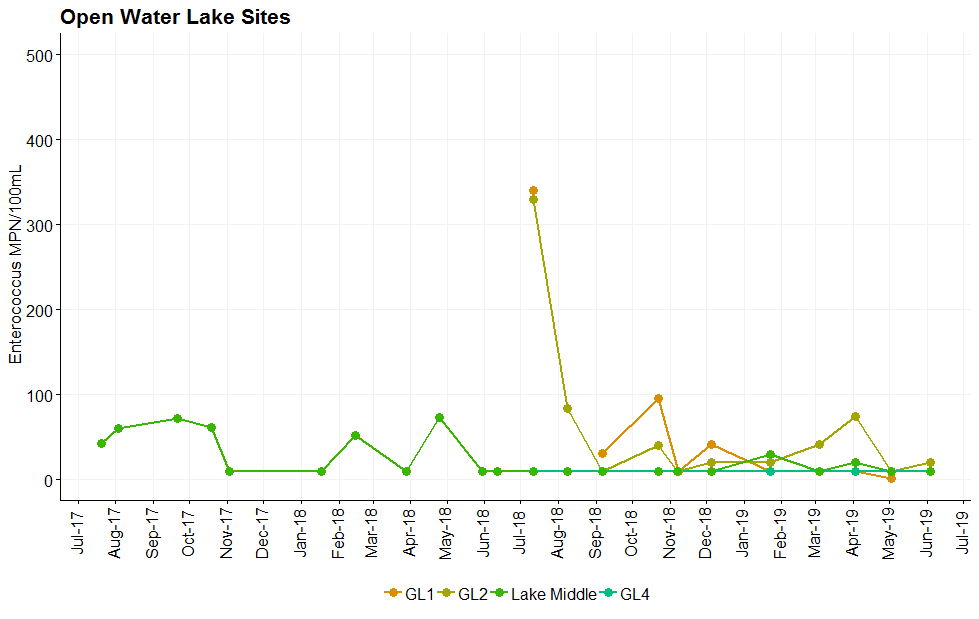 Open Water Lake Sites
Enterococcus MPN/100mL
500
400
300
200
100
0
Jul-17 Aug-17 Sep-17 Oct-17 Nov-17 Dec-17 Jan-18 Feb-18 Mar-18 Apr-18 May-18 Jun-18 Jul-18 Aug-18 Sep-18 Oct-18 Nov-18 Dec-18 Jan-19 Feb-19 Mar-19 Apr-19 May-19 Jun-19 Jul-19
GL1 GL2 Lake Middle GL4